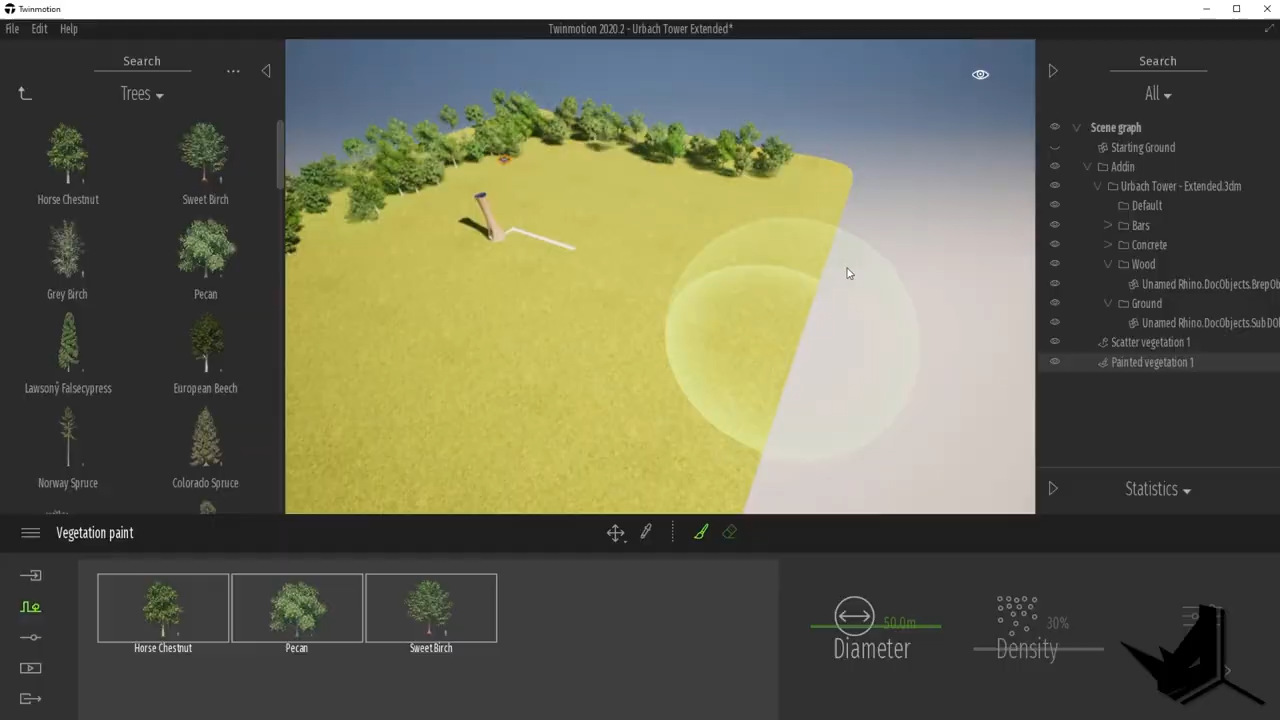 Twinmotion
File Edit Help
Twinmotion 2020.2 - Urbach Tower Extended*
Search
...
Trees
Horse Chestnut
Sweet Birch
Grey Birch
Pecan
Lawsony Falsecypress
European Beech
Norway Spruce
Colorado Spruce
Search
All
Scene graph
Starting Ground
Addin
Urbach Tower - Extended.3dm
Default
Bars
Concrete
Wood
Unamed Rhino.DocObjects.BrepOb
Ground
Unamed Rhino.DocObjects.SubDO
Scatter vegetation 1
Painted vegetation 1
Statistics
Vegetation paint
Horse Chestnut
Pecan
Sweet Birch
50.0m
Diameter
30%
Density